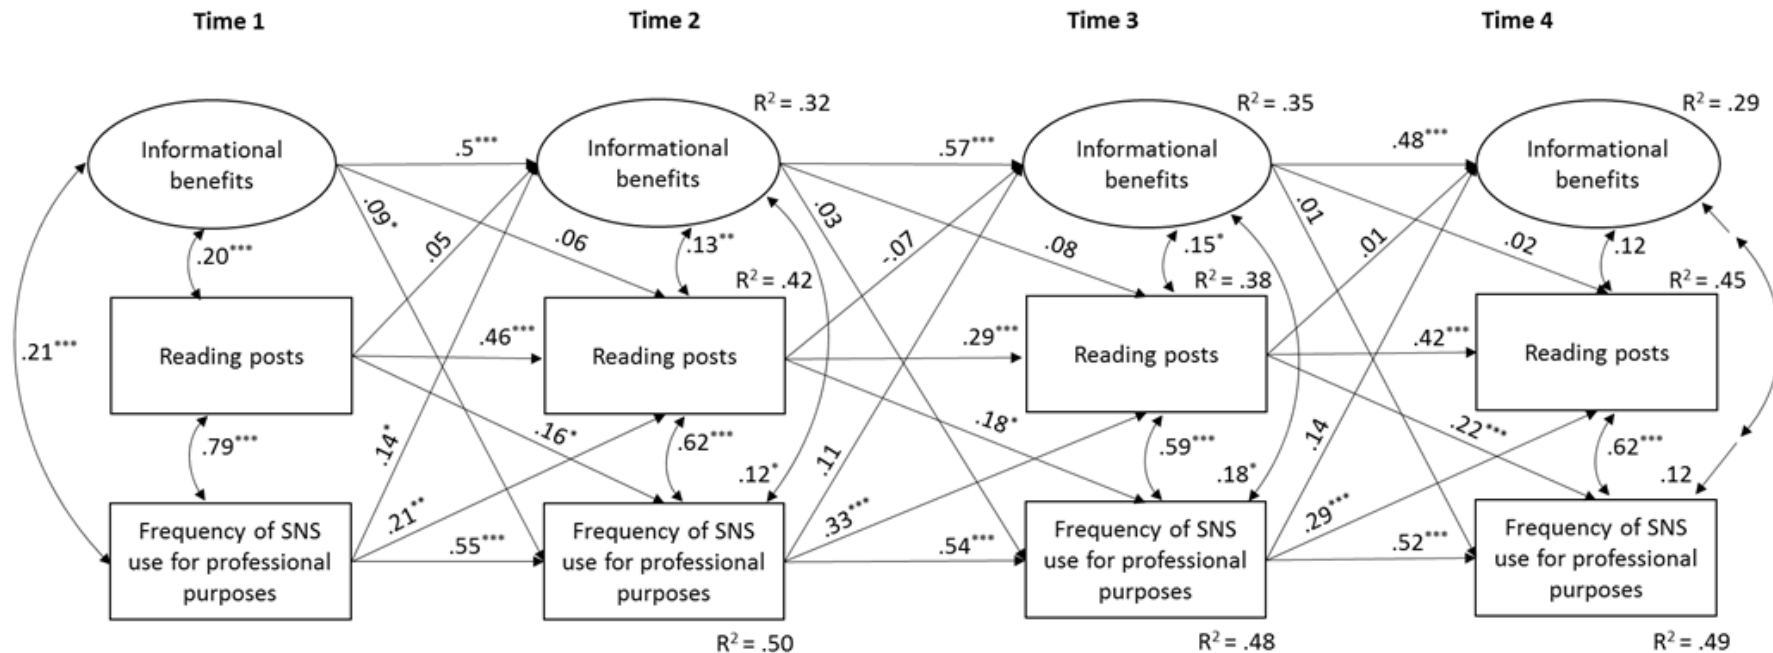 Time 1
Time 2
Time 3
Time 4
R² = .32
R² = .35
R² = .29
Informational
benefits
.5***
Informational
benefits
.57***
Informational
benefits
.48***
Informational
benefits
.09*
.05
.06
.03
-.07
.08
.01
.01
.02
.20***
.13**
.15*
.12
R² = .42
R² = .38
R² = .45
.21***
Reading posts
.46***
Reading posts
.29***
Reading posts
.42***
Reading posts
.79***
.14*
.16*
.62***
.12*
.11
.18*
.59***
.18*
.14
.22***
.62***
.12
.21**
.33***
.29***
Frequency of SNS
use for professional
purposes
.55***
Frequency of SNS
use for professional
purposes
.54***
Frequency of SNS
use for professional
purposes
.52***
Frequency of SNS
use for professional
purposes
R² = .50
R² = .48
R² = .49